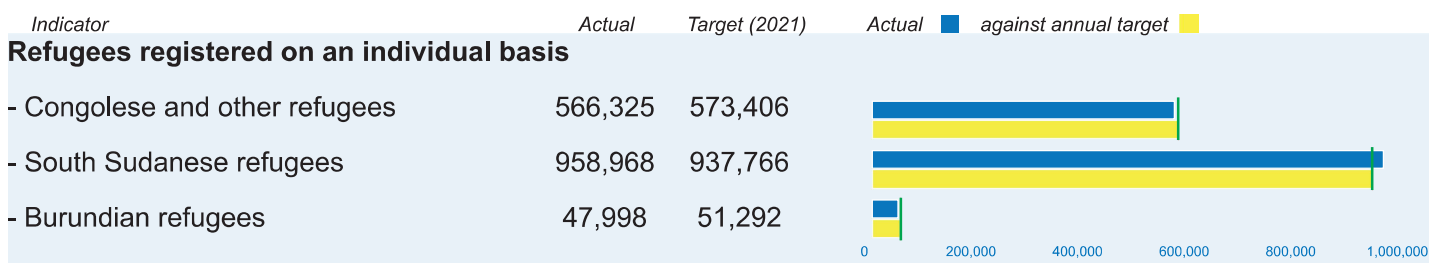 Indicator Actual Target (2021) Actual against annual target
Refugees registered on an individual basis
- Congolese and other refugees 566,325 573,406
- South Sudanese refugees 958,968 937,766
- Burundian refugees 47,998 51,292
0 200,000 400,000 600,000 800,000 1,000,000